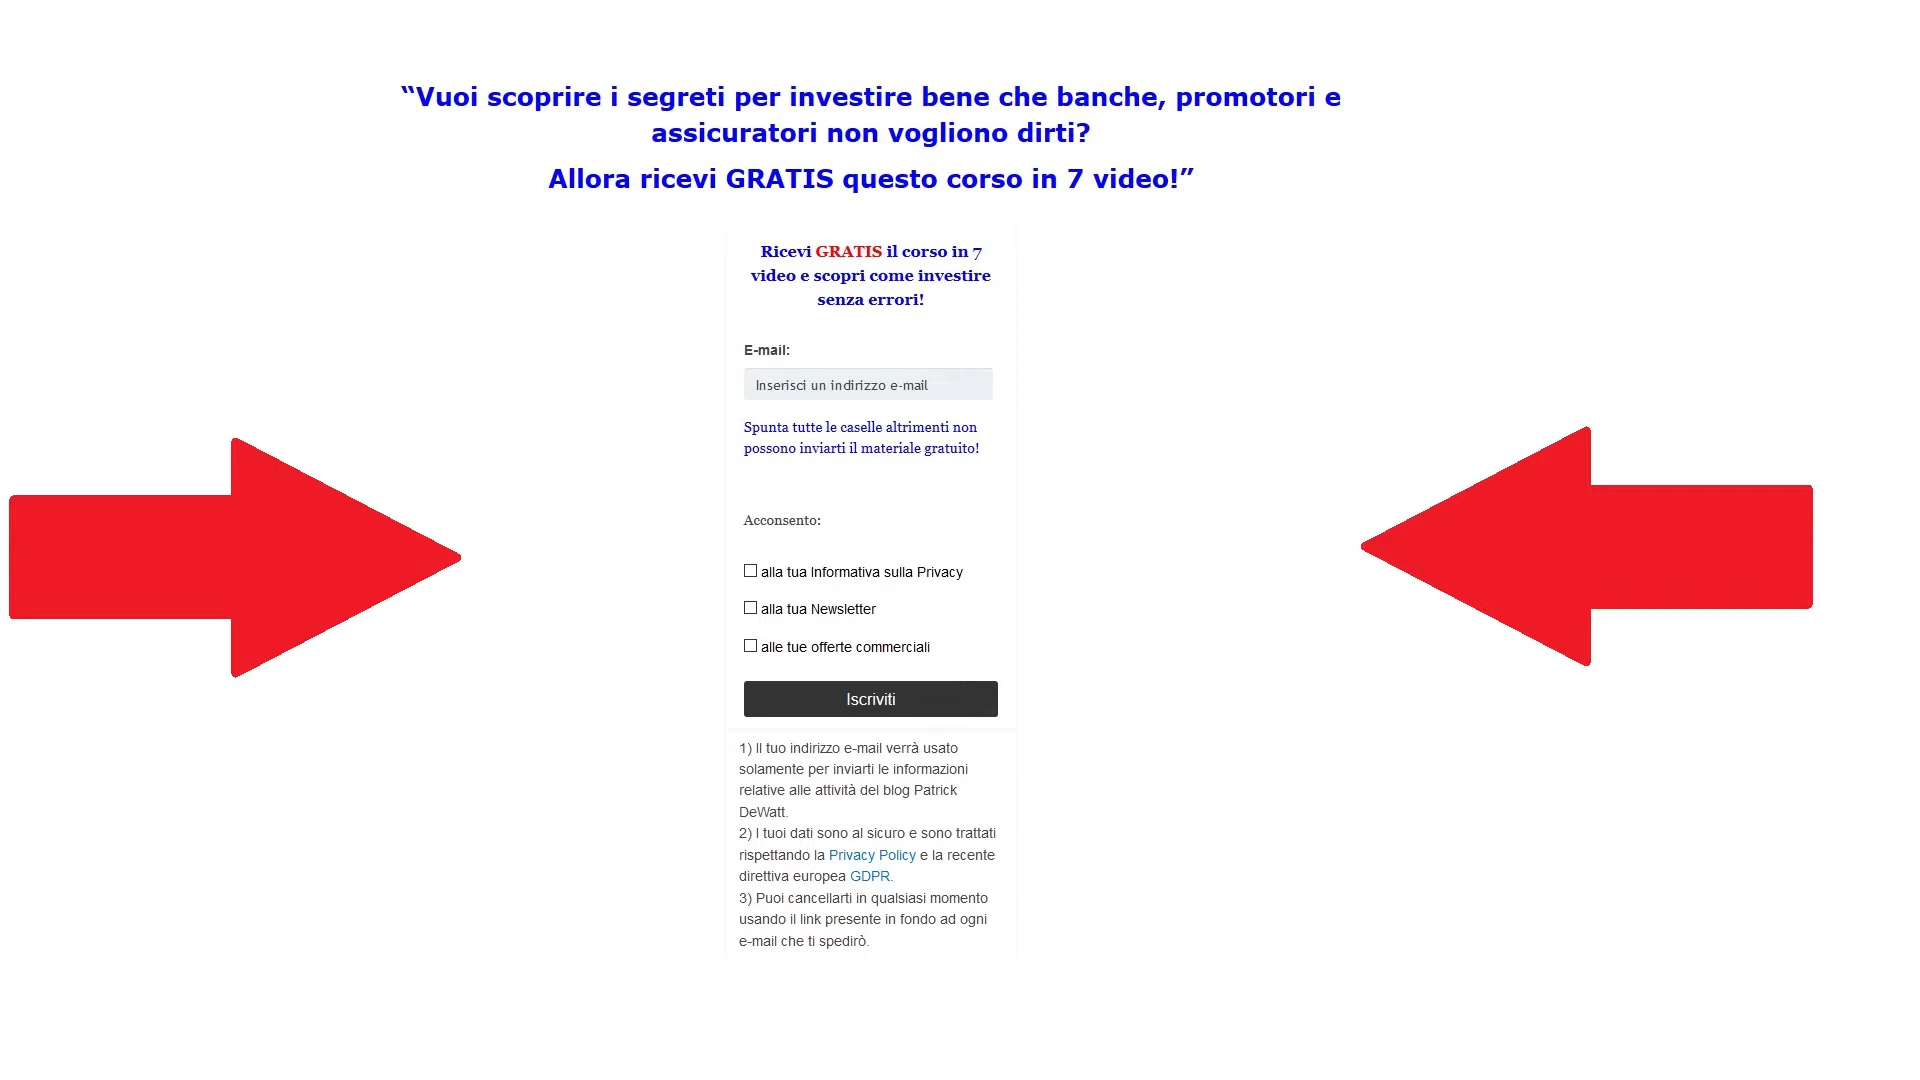 “Vuoi scoprire i segreti per investire bene che banche, promotori e
assicuratori non vogliono dirti?
Allora ricevi GRATIS questo corso in 7 video!”
Ricevi GRATIS il corso in 7
video e scopri come investire
senza errori!
E-mail:
Inserisci un indirizzo e-mail
Spunta tutte le caselle altrimenti non
possono inviarti il materiale gratuito!
Acconsento:
alla tua Informativa sulla Privacy
alla tua Newsletter
alle tue offerte commerciali
Iscriviti
1) Il tuo indirizzo e-mail verrà usato
solamente per inviarti le informazioni
relative alle attività del blog Patrick
DeWatt.
2) I tuoi dati sono al sicuro e sono trattati
rispettando la Privacy Policy e la recente
direttiva europea GDPR.
3) Puoi cancellarti in qualsiasi momento
usando il link presente in fondo ad ogni
e-mail che ti spedirò.